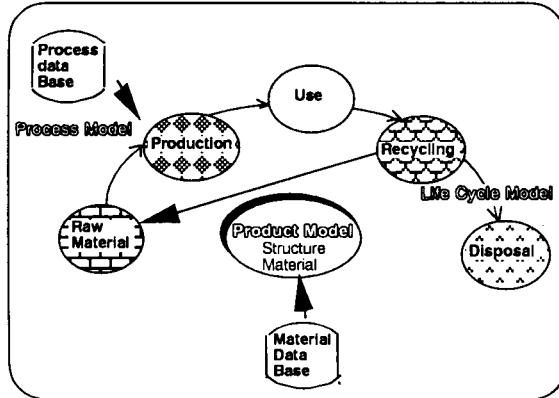 Process
data
Base
Process Model
Production
Use
Recycling
Life Cycle Model
Raw
Material
Product Model
Structure
Material
Disposal
Material
Data
Base